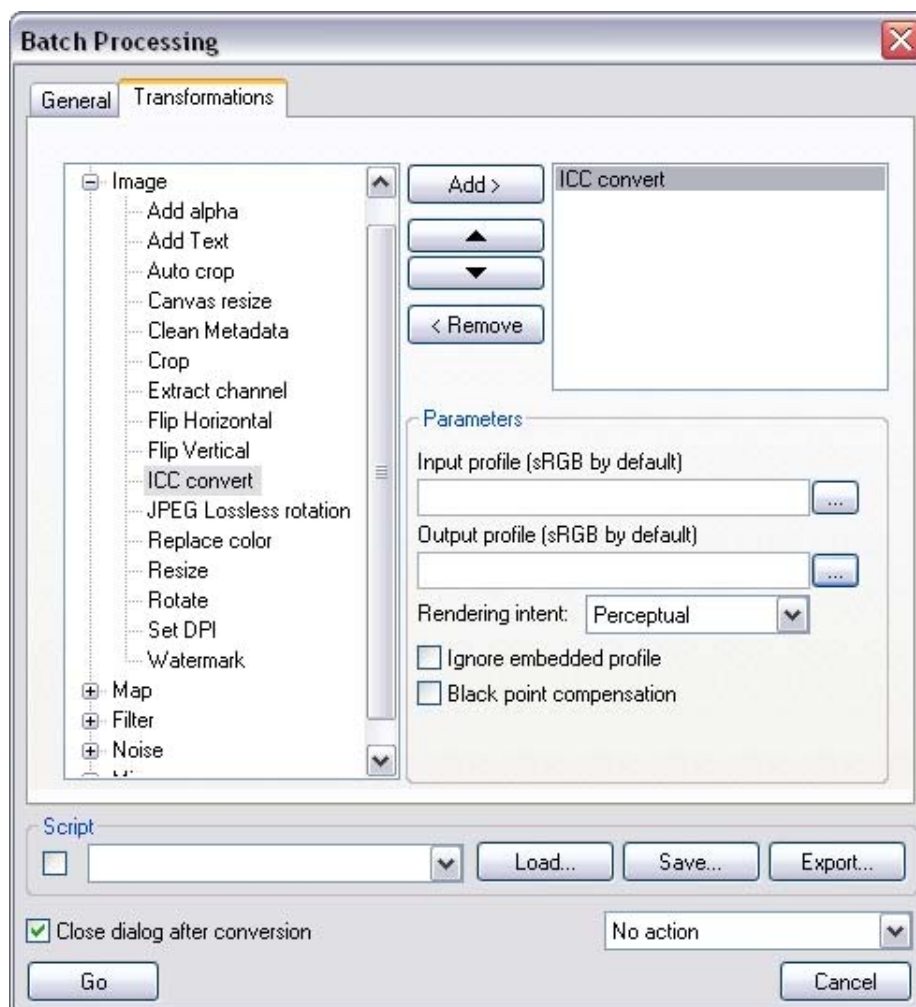 Batch Processing
General
Transformations
Image
Add alpha
Add Text
Auto crop
Canvas resize
Clean Metadata
Crop
Extract channel
Flip Horizontal
Flip Vertical
ICC convert
JPEG Lossless rotation
Replace color
Resize
Rotate
Set DPI
Watermark
Map
Filter
Noise
Add >
< Remove
ICC convert
Parameters
Input profile (sRGB by default)
...
Output profile (sRGB by default)
...
Rendering intent: Perceptual
Ignore embedded profile
Black point compensation
Script
Load...
Save...
Export...
Close dialog after conversion
No action
Go
Cancel